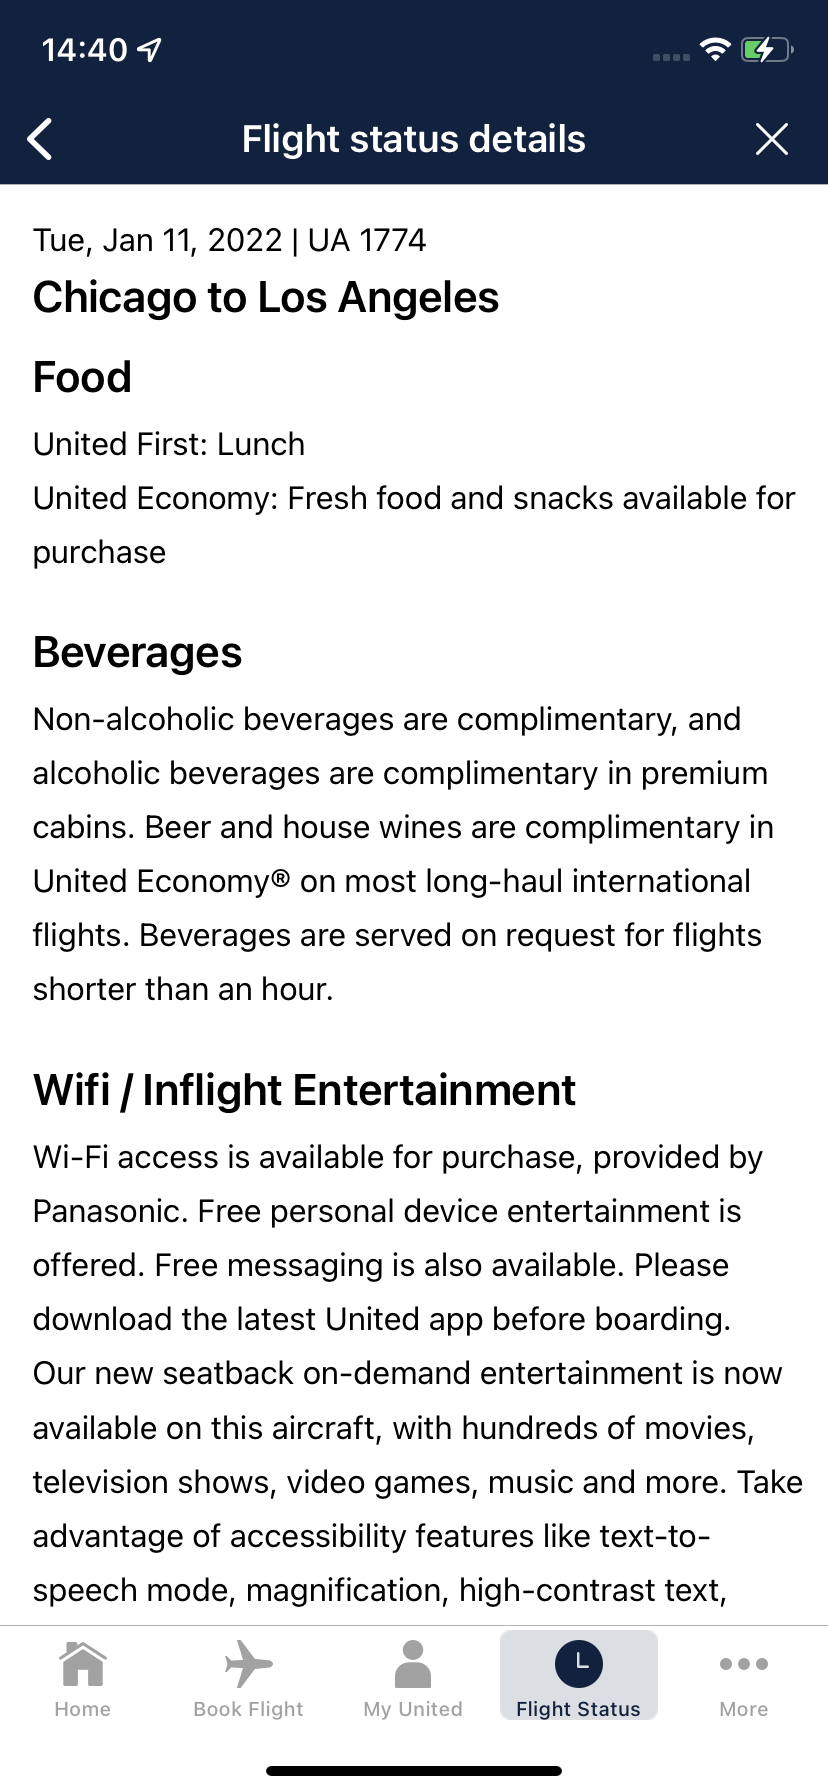 14:40
Flight status details
Tue, Jan 11, 2022 | UA 1774
Chicago to Los Angeles
Food
United First: Lunch
United Economy: Fresh food and snacks available for
purchase
Beverages
Non-alcoholic beverages are complimentary, and
alcoholic beverages are complimentary in premium
cabins. Beer and house wines are complimentary in
United Economy® on most long-haul international
flights. Beverages are served on request for flights
shorter than an hour.
Wifi / Inflight Entertainment
Wi-Fi access is available for purchase, provided by
Panasonic. Free personal device entertainment is
offered. Free messaging is also available. Please
download the latest United app before boarding.
Our new seatback on-demand entertainment is now
available on this aircraft, with hundreds of movies,
television shows, video games, music and more. Take
advantage of accessibility features like text-to-
speech mode, magnification, high-contrast text,
Home
Book Flight
My United
Flight Status
More